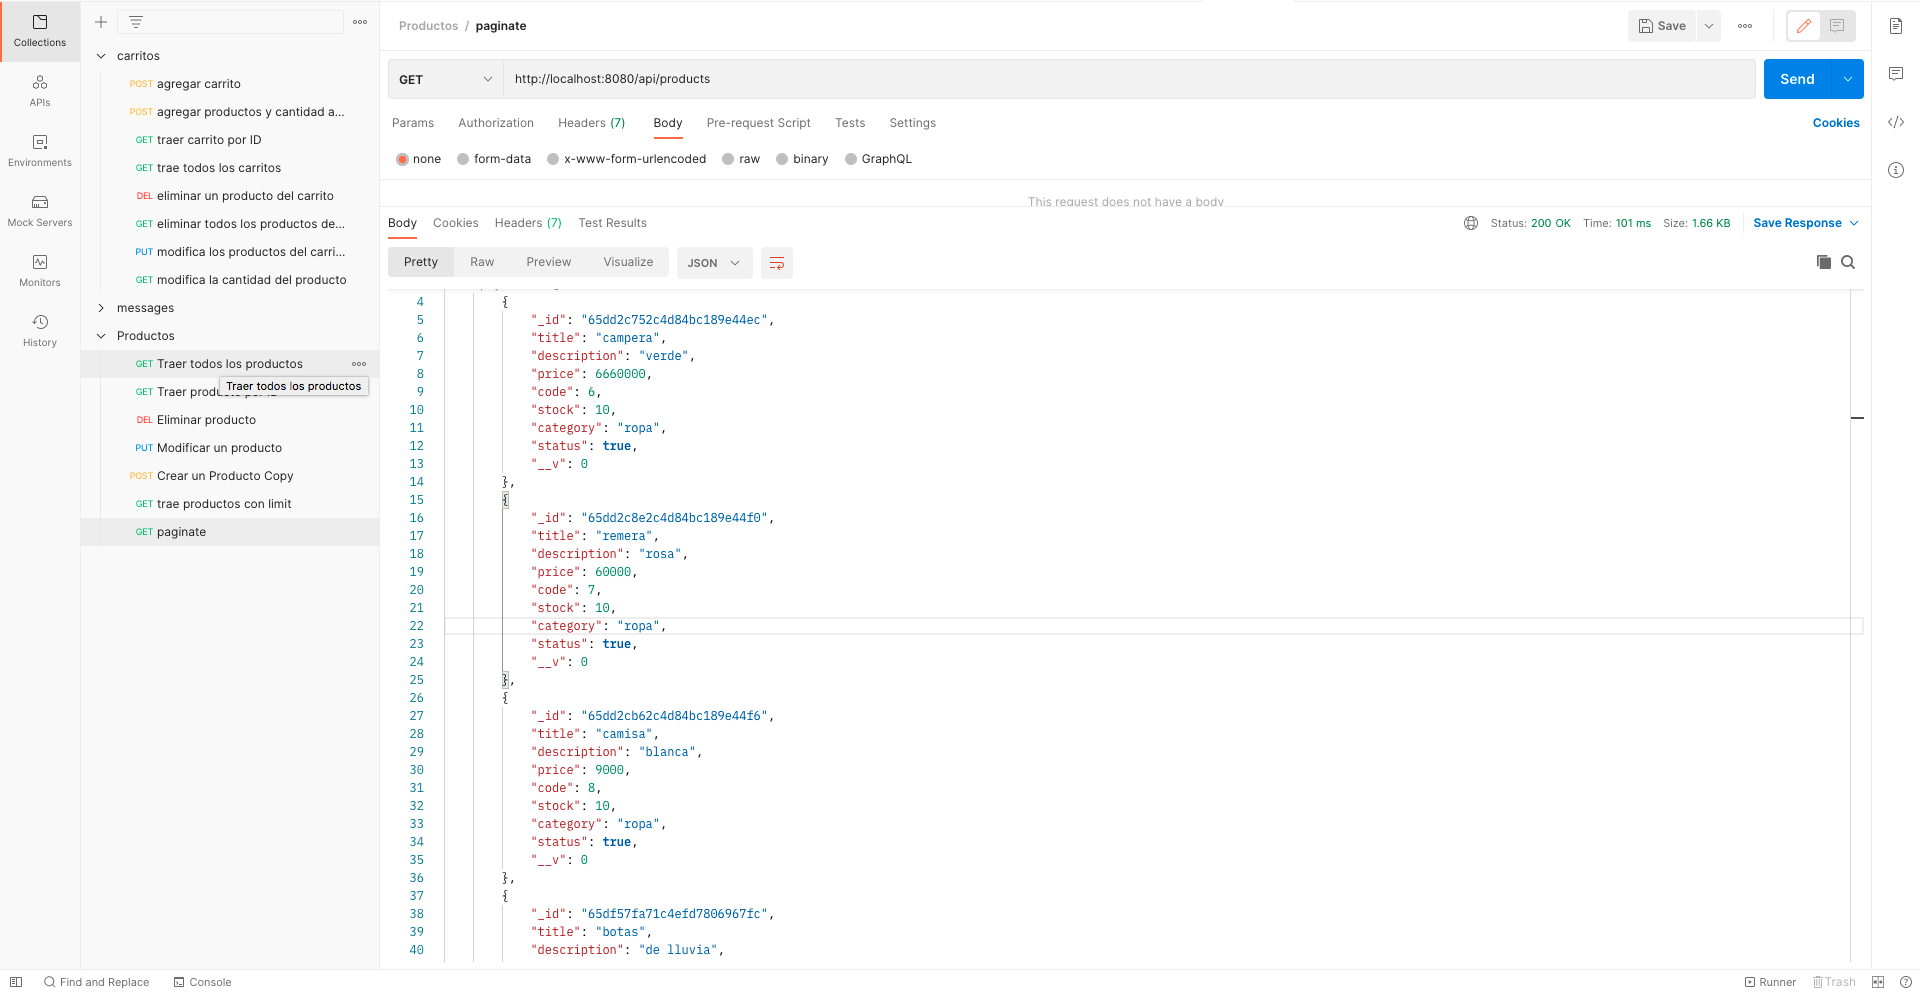 Collections
APIs
Environments
Mock Servers
Monitors
History
carritos
POST agregar carrito
POST agregar productos y cantidad a...
GET traer carrito por ID
GET trae todos los carritos
DEL eliminar un producto del carrito
GET eliminar todos los productos de...
PUT modifica los productos del carri...
GET modifica la cantidad del producto
messages
Productos
GET Traer todos los productos
Traer todos los productos
GET Traer
DEL Eliminar producto
PUT Modificar un producto
POST Crear un Producto Copy
GET trae productos con limit
GET paginate
Productos / paginate
Save
GET http://localhost:8080/api/products
Send
Params Authorization Headers (7) Body Pre-request Script Tests Settings
Cookies
none form-data x-www-form-urlencoded raw binary GraphQL
This request does not have a body
Body Cookies Headers (7) Test Results
Status: 200 OK Time: 101 ms Size: 1.66 KB Save Response
Pretty Raw Preview Visualize JSON
4 {
5 "_id": "65dd2c752c4d84bc189e44ec",
6 "title": "campera",
7 "description": "verde",
8 "price": 6660000,
9 "code": 6,
10 "stock": 10,
11 "category": "ropa",
12 "status": true,
13 "__v": 0
14 },
15 {
16 "_id": "65dd2c8e2c4d84bc189e44f0",
17 "title": "remera",
18 "description": "rosa",
19 "price": 60000,
20 "code": 7,
21 "stock": 10,
22 "category": "ropa",
23 "status": true,
24 "__v": 0
25 },
26 {
27 "_id": "65dd2cb62c4d84bc189e44f6",
28 "title": "camisa",
29 "description": "blanca",
30 "price": 9000,
31 "code": 8,
32 "stock": 10,
33 "category": "ropa",
34 "status": true,
35 "__v": 0
36 },
37 {
38 "_id": "65df57fa71c4efd7806967fc",
39 "title": "botas",
40 "description": "de lluvia",
Find and Replace Console
Runner Trash